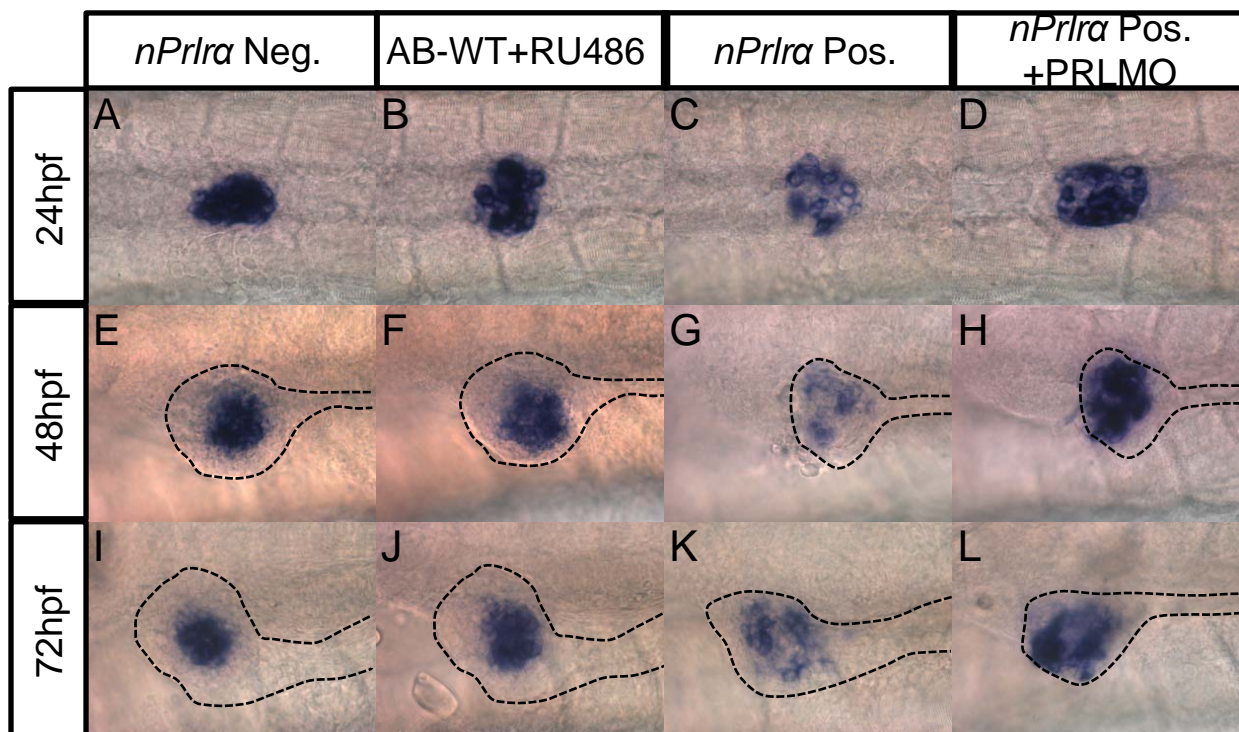 nPrlrα Neg.
AB-WT+RU486
nPrlrα Pos.
nPrlrα Pos.
+PRLMO
24hpf
A
B
C
D
48hpf
E
F
G
H
72hpf
I
J
K
L